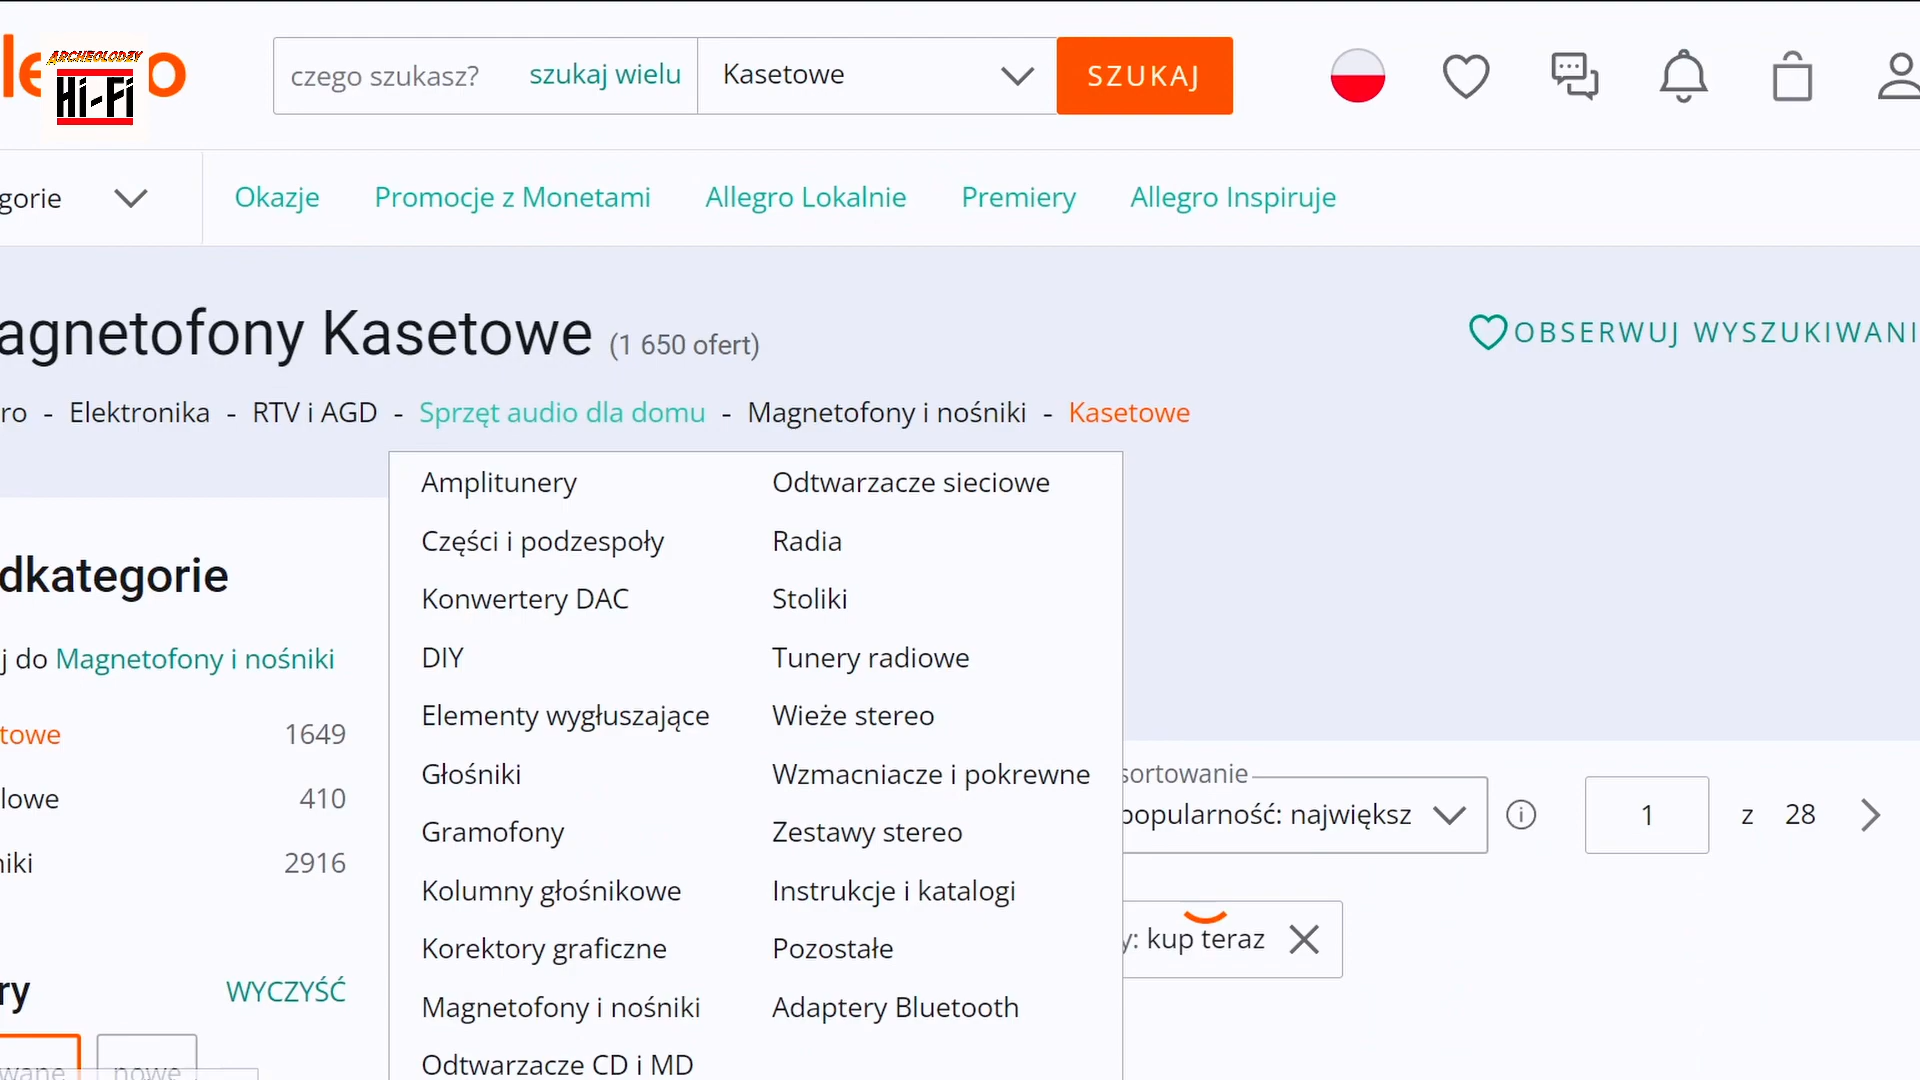 le o
ARCHEOLODZY
Hi-Fi
czego szukasz? szukaj wielu Kasetowe SZUKAJ
gorie Okazje Promocje z Monetami Allegro Lokalnie Premiery Allegro Inspiruje
agnetofony Kasetowe (1 650 ofert) OBSERWUJ WYSZUKIWANI
ro - Elektronika - RTV i AGD - Sprzęt audio dla domu - Magnetofony i nośniki - Kasetowe
Amplitunery Odtwarzacze sieciowe
Części i podzespoły Radia
dkategorie
Konwertery DAC Stoliki
j do Magnetofony i nośniki DIY Tunery radiowe
towe 1649 Elementy wygłuszające Wieże stereo
Głośniki Wzmacniacze i pokrewne sortowanie
lowe 410 popularność: największ 1 z 28
Gramofony Zestawy stereo
niki 2916 Kolumny głośnikowe Instrukcje i katalogi
Korektory graficzne Pozostałe y: kup teraz
ry WYCZYŚĆ Magnetofony i nośniki Adaptery Bluetooth
wane nowe Odtwarzacze CD i MD